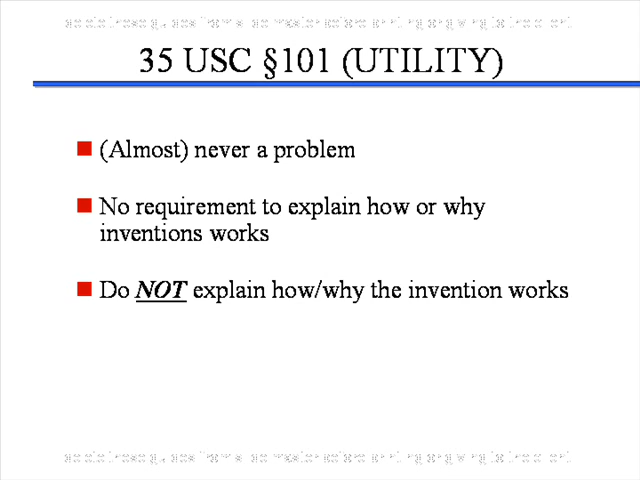 35 USC §101 (UTILITY)
(Almost) never a problem
No requirement to explain how or why
inventions works
Do NOT explain how/why the invention works